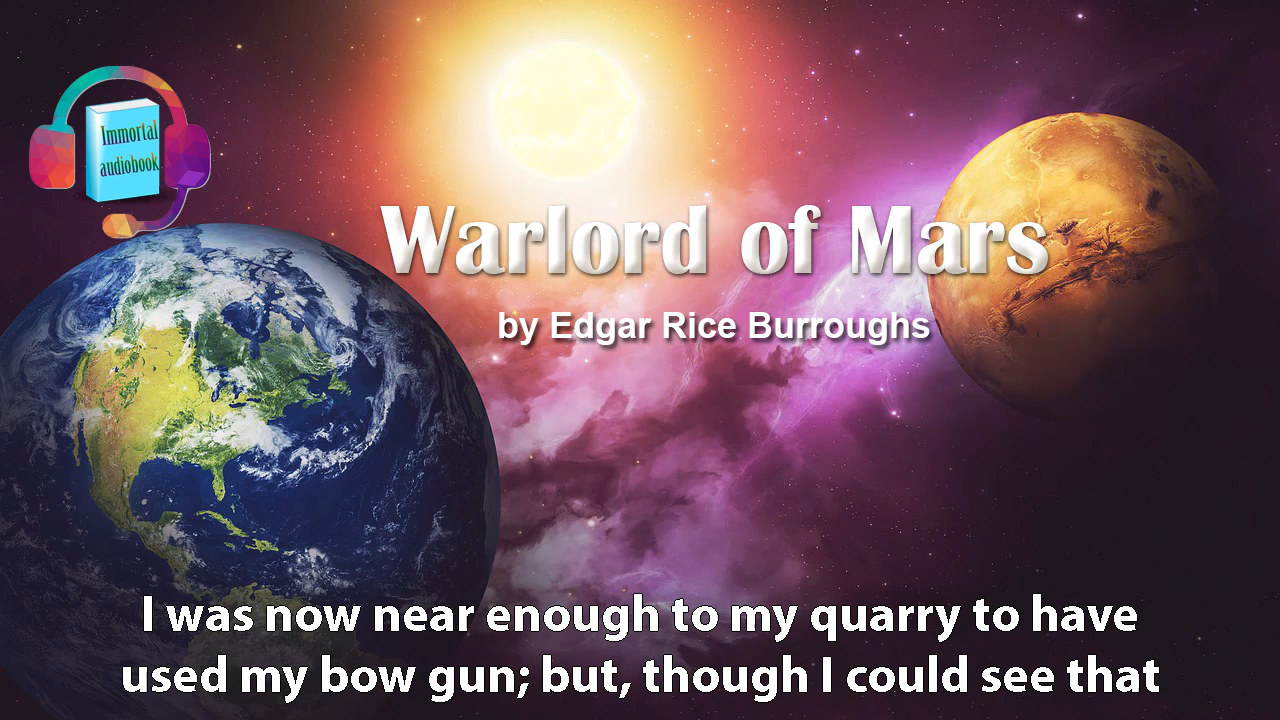 Immortal
audiobook
Warlord of Mars
by Edgar Rice Burroughs
I was now near enough to my quarry to have
used my bow gun; but, though I could see that